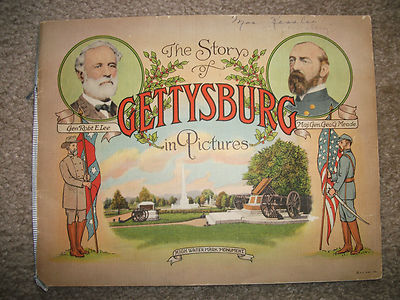 The Story
of
GETTYSBURG
in Pictures
Gen. Robt. E. Lee
Maj. Gen. Geo. G. Meade
HIGH WATER MARK MONUMENT